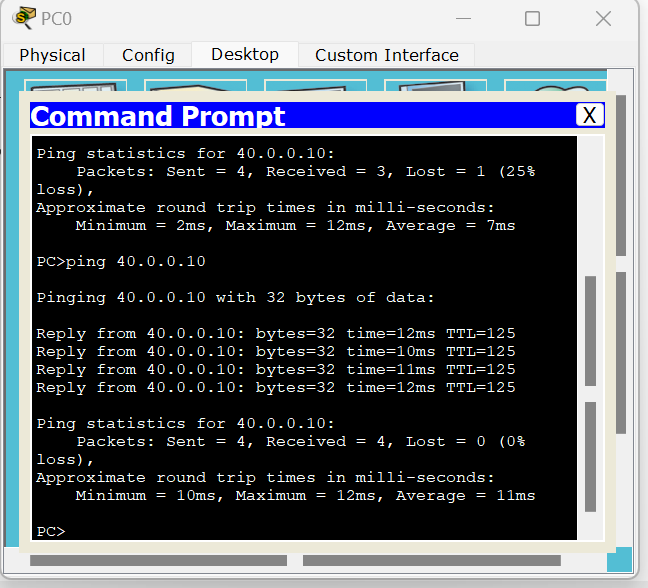 PC0
Physical Config Desktop Custom Interface
Command Prompt X
Ping statistics for 40.0.0.10:
Packets: Sent = 4, Received = 3, Lost = 1 (25%
loss),
Approximate round trip times in milli-seconds:
Minimum = 2ms, Maximum = 12ms, Average = 7ms
PC>ping 40.0.0.10
Pinging 40.0.0.10 with 32 bytes of data:
Reply from 40.0.0.10: bytes=32 time=12ms TTL=125
Reply from 40.0.0.10: bytes=32 time=10ms TTL=125
Reply from 40.0.0.10: bytes=32 time=11ms TTL=125
Reply from 40.0.0.10: bytes=32 time=12ms TTL=125
Ping statistics for 40.0.0.10:
Packets: Sent = 4, Received = 4, Lost = 0 (0%
loss),
Approximate round trip times in milli-seconds:
Minimum = 10ms, Maximum = 12ms, Average = 11ms
PC>